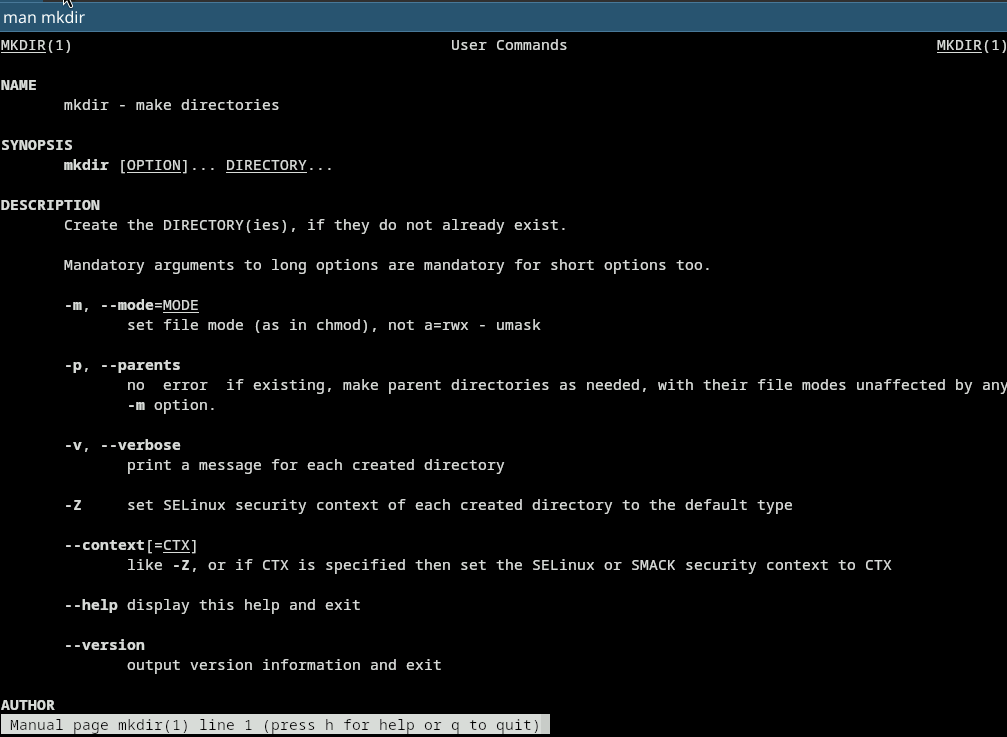 man mkdir
MKDIR(1) User Commands MKDIR(1)
NAME
mkdir - make directories
SYNOPSIS
mkdir [OPTION]... DIRECTORY...
DESCRIPTION
Create the DIRECTORY(ies), if they do not already exist.
Mandatory arguments to long options are mandatory for short options too.
-m, --mode=MODE
set file mode (as in chmod), not a=rwx - umask
-p, --parents
no error if existing, make parent directories as needed, with their file modes unaffected by any
-m option.
-v, --verbose
print a message for each created directory
-Z set SELinux security context of each created directory to the default type
--context[=CTX]
like -Z, or if CTX is specified then set the SELinux or SMACK security context to CTX
--help display this help and exit
--version
output version information and exit
AUTHOR
Manual page mkdir(1) line 1 (press h for help or q to quit)